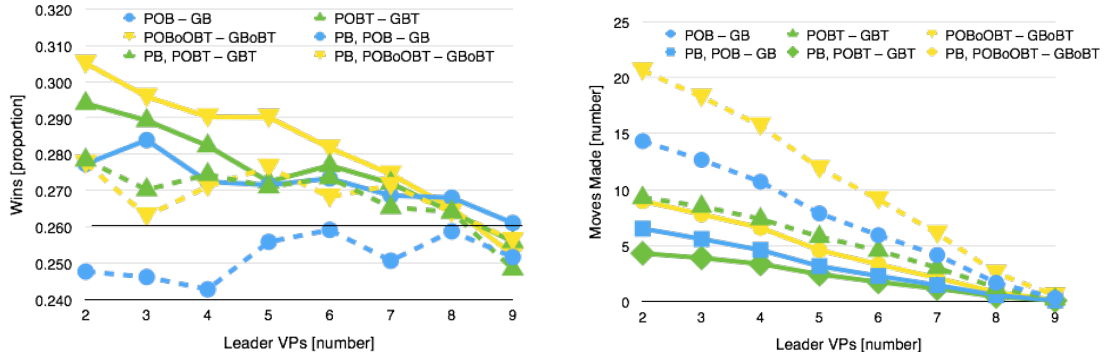 0.320
0.310
0.300
0.290
0.280
0.270
0.260
0.250
0.240
Wins [proportion]
POB – GB
POBT – GBT
POBoOBT – GBoBT
PB, POB – GB
PB, POBT – GBT
PB, POBoOBT – GBoBT
2 3 4 5 6 7 8 9
Leader VPs [number]
25
20
15
10
5
0
Moves Made [number]
POB – GB
POBT – GBT
POBoOBT – GBoBT
PB, POB – GB
PB, POBT – GBT
PB, POBoOBT – GBoBT
2 3 4 5 6 7 8 9
Leader VPs [number]